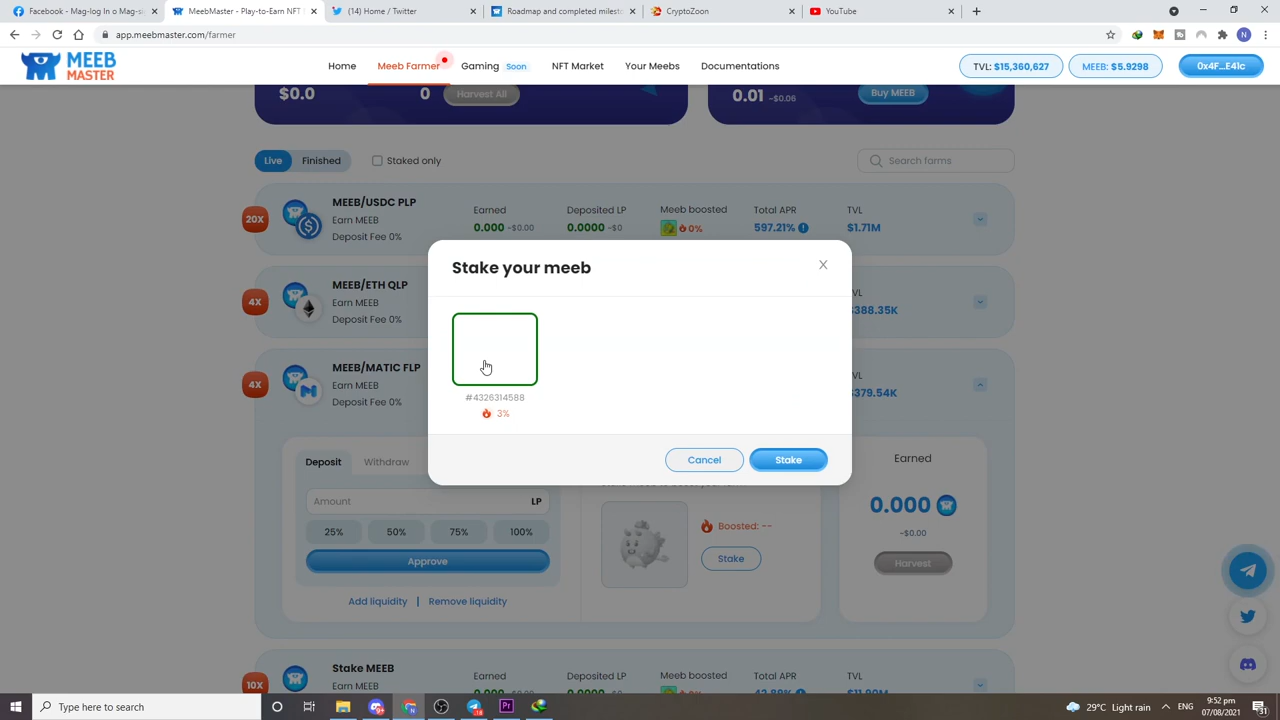 Facebook - Mag-log In o Mag-si
MeebMaster - Play-to-Earn NFT
(14) Home / Twitter
Roadmap and completed milest
CryptoZoon
YouTube
app.meebmaster.com/farmer
N
MEEB MASTER
Home
Meeb Farmer
Gaming Soon
NFT Market
Your Meebs
Documentations
TVL: $15,360,627
MEEB: $5.9298
0x4F...E41c
$0.0
0
Harvest All
0.01 ~$0.06
Buy MEEB
Live
Finished
Staked only
Search farms
20X
MEEB/USDC PLP
Earn MEEB
Deposit Fee 0%
Earned
0.000 ~$0.00
Deposited LP
0.0000 ~$0
Meeb boosted
0%
Total APR
597.21%
TVL
$1.71M
Stake your meeb
#4326314588
3%
Cancel
Stake
4X
MEEB/ETH QLP
Earn MEEB
Deposit Fee 0%
$388.35K
4X
MEEB/MATIC FLP
Earn MEEB
Deposit Fee 0%
$379.54K
Deposit
Withdraw
Amount
LP
25%
50%
75%
100%
Approve
Add liquidity | Remove liquidity
Boosted: --
Stake
Earned
0.000
~$0.00
Harvest
10X
Stake MEEB
Earn MEEB
Earned
Deposited LP
Meeb boosted
Total APR
TVL
Type here to search
29°C Light rain
ENG
9:52 pm
07/08/2021